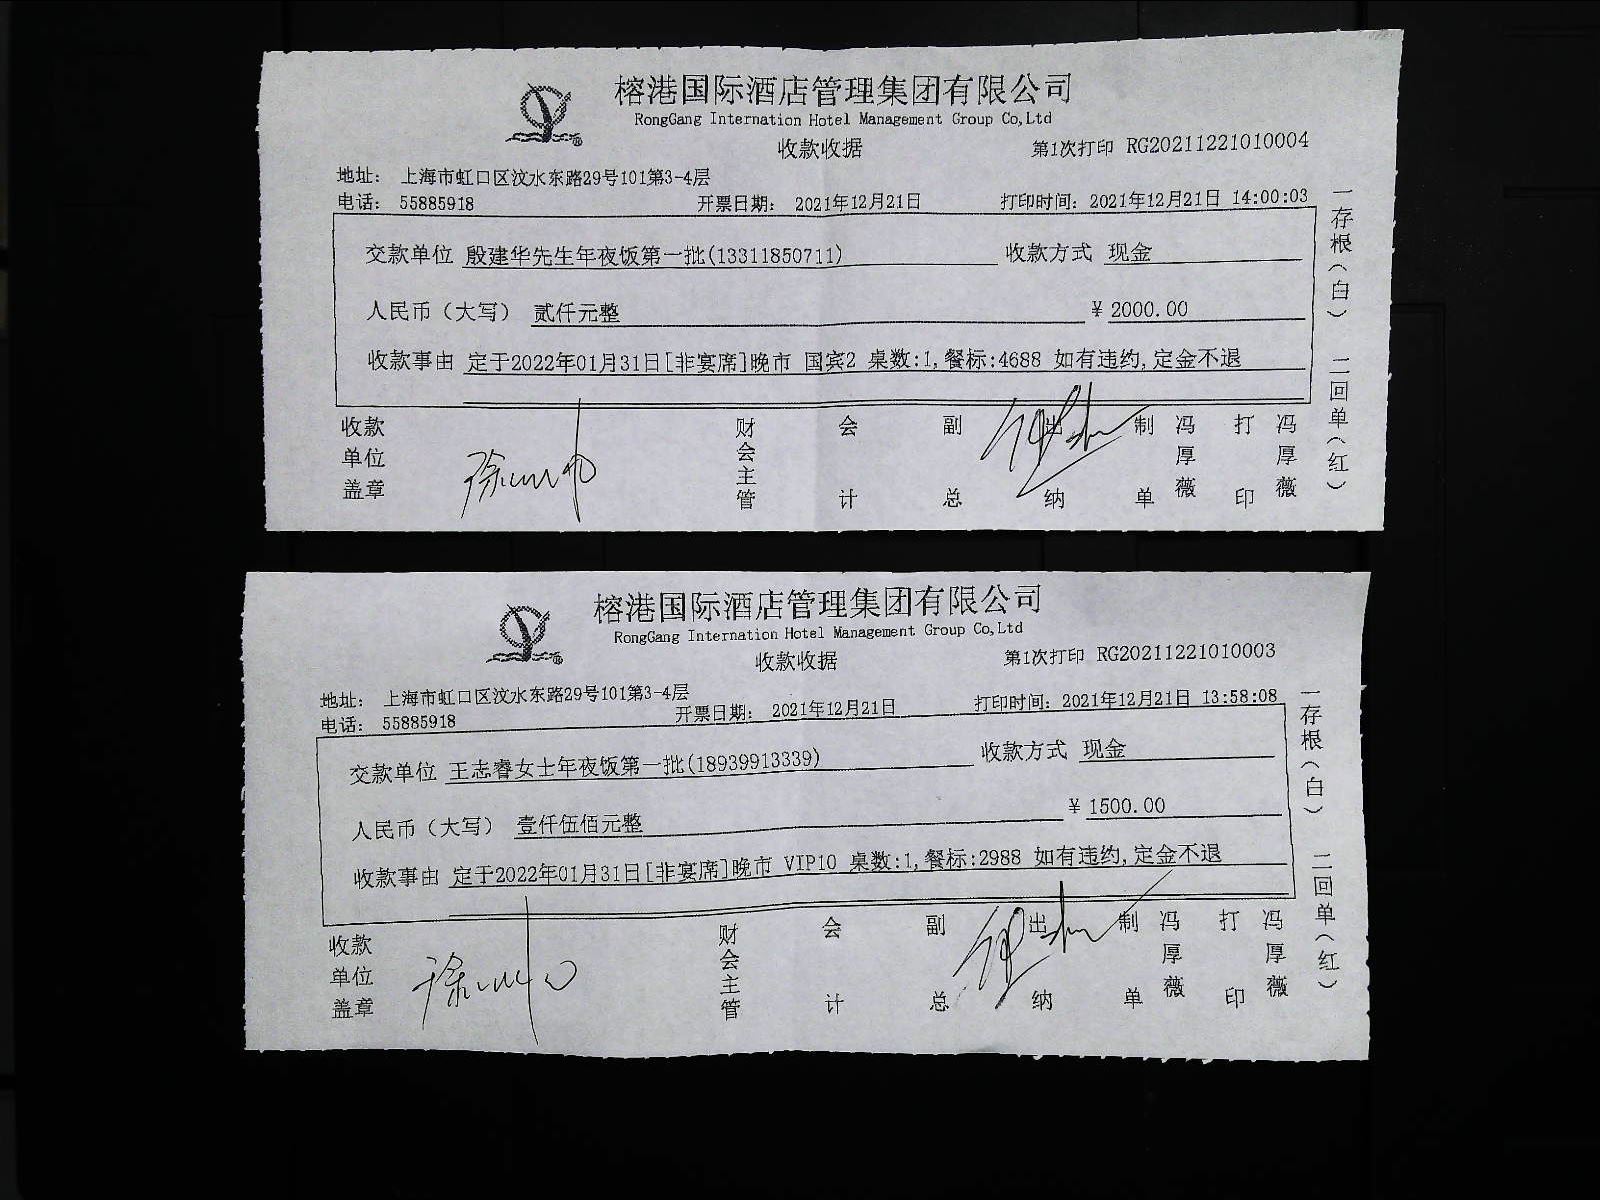 榕港国际酒店管理集团有限公司
RongGang Internation Hotel Management Group Co,Ltd
收款收据
第1次打印 RG20211221010004
地址： 上海市虹口区汶水东路29号101第3-4层
电话： 55885918 开票日期： 2021年12月21日 打印时间：2021年12月21日 14:00:03
交款单位 殷建华先生年夜饭第一批(13311850711) 收款方式 现金
人民币（大写） 贰仟元整 ¥ 2000.00
收款事由 定于2022年01月31日[非宴席]晚市 国宾2 桌数:1,餐标:4688 如有违约,定金不退
收款单位盖章 财会主管 会计 副总 出纳 制单 冯厚薇 打印 冯厚薇
一存根（白） 二回单（红）
榕港国际酒店管理集团有限公司
RongGang Internation Hotel Management Group Co,Ltd
收款收据
第1次打印 RG20211221010003
地址： 上海市虹口区汶水东路29号101第3-4层
电话： 55885918 开票日期： 2021年12月21日 打印时间：2021年12月21日 13:58:08
交款单位 王志睿女士年夜饭第一批(18939913339) 收款方式 现金
人民币（大写） 壹仟伍佰元整 ¥ 1500.00
收款事由 定于2022年01月31日[非宴席]晚市 VIP10 桌数:1,餐标:2988 如有违约,定金不退
收款单位盖章 财会主管 会计 副总 出纳 制单 冯厚薇 打印 冯厚薇
一存根（白） 二回单（红）